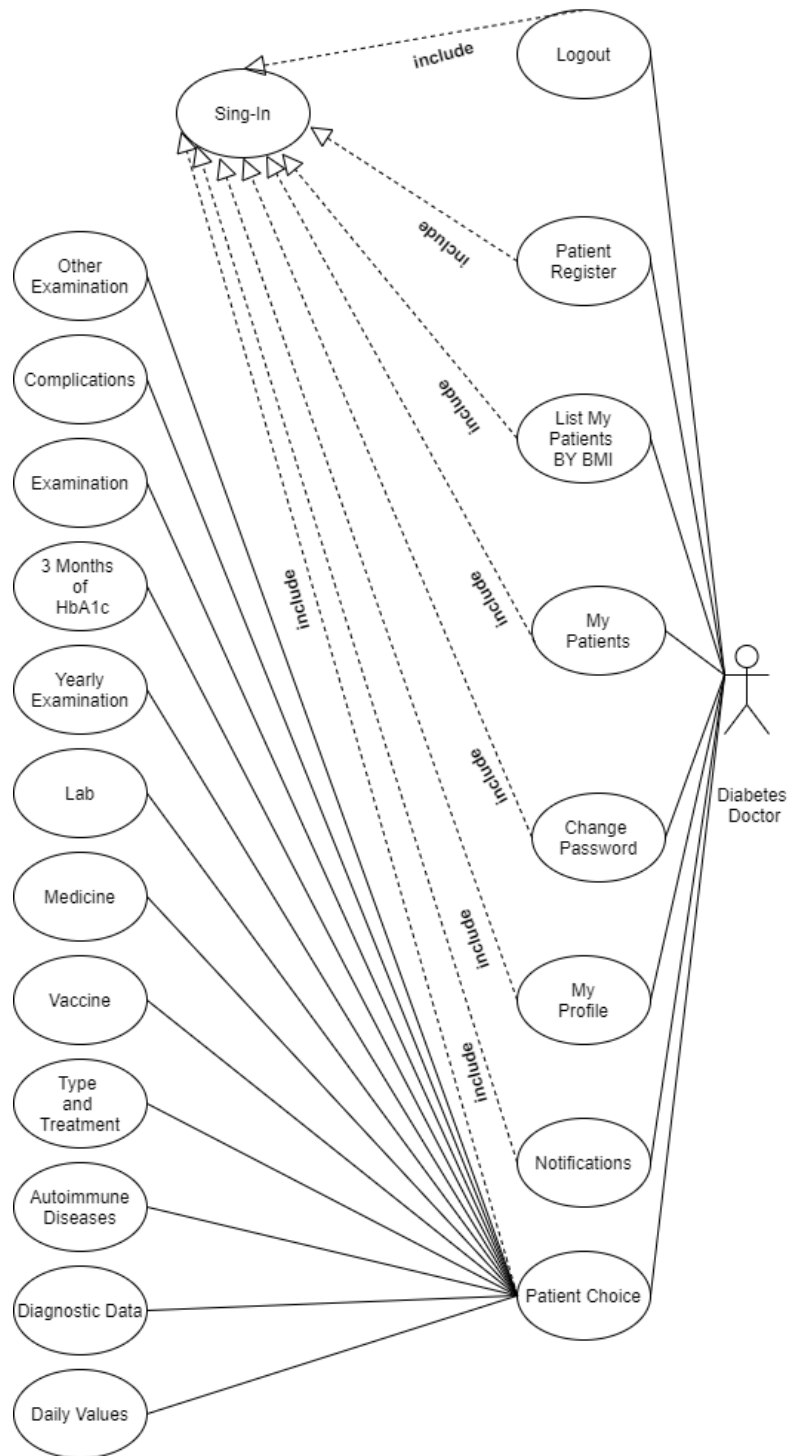 include
Logout
Sing-In
include
Patient
Register
Other
Examination
Complications
include
List My
Patients
BY BMI
Examination
3 Months
of
HbA1c
include
include
My
Patients
Yearly
Examination
Lab
include
Change
Password
Diabetes
Doctor
Medicine
include
My
Profile
Vaccine
Type
and
Treatment
include
Notifications
Autoimmune
Diseases
Diagnostic Data
Patient Choice
Daily Values